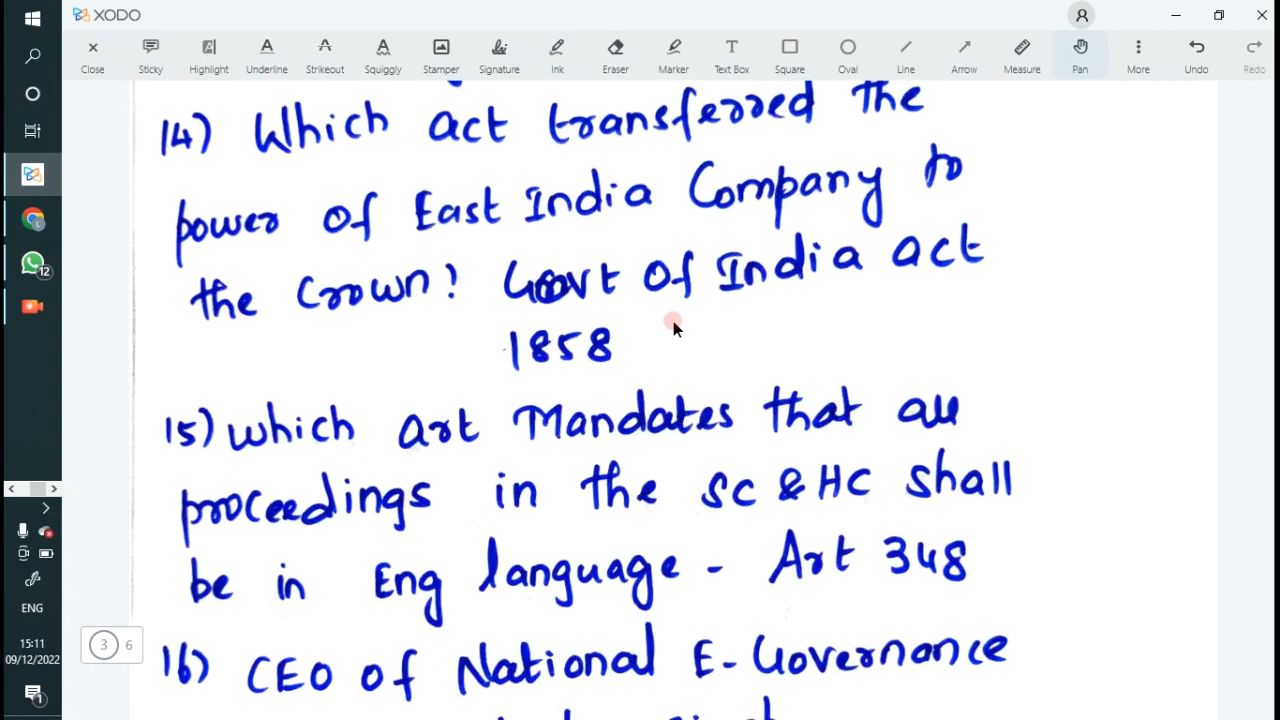 XODO
Close Sticky Highlight Underline Strikeout Squiggly Stamper Signature Ink Eraser Marker Text Box Square Oval Line Arrow Measure Pan More Undo Redo
14) Which act transferred the
power of East India Company to
the Crown? Govt of India act
1858
15) which art Mandates that all
proceedings in the SC & HC shall
be in Eng language - Art 348
16) CEO of National E-Governance
3 6
12
ENG
15:11
09/12/2022
1